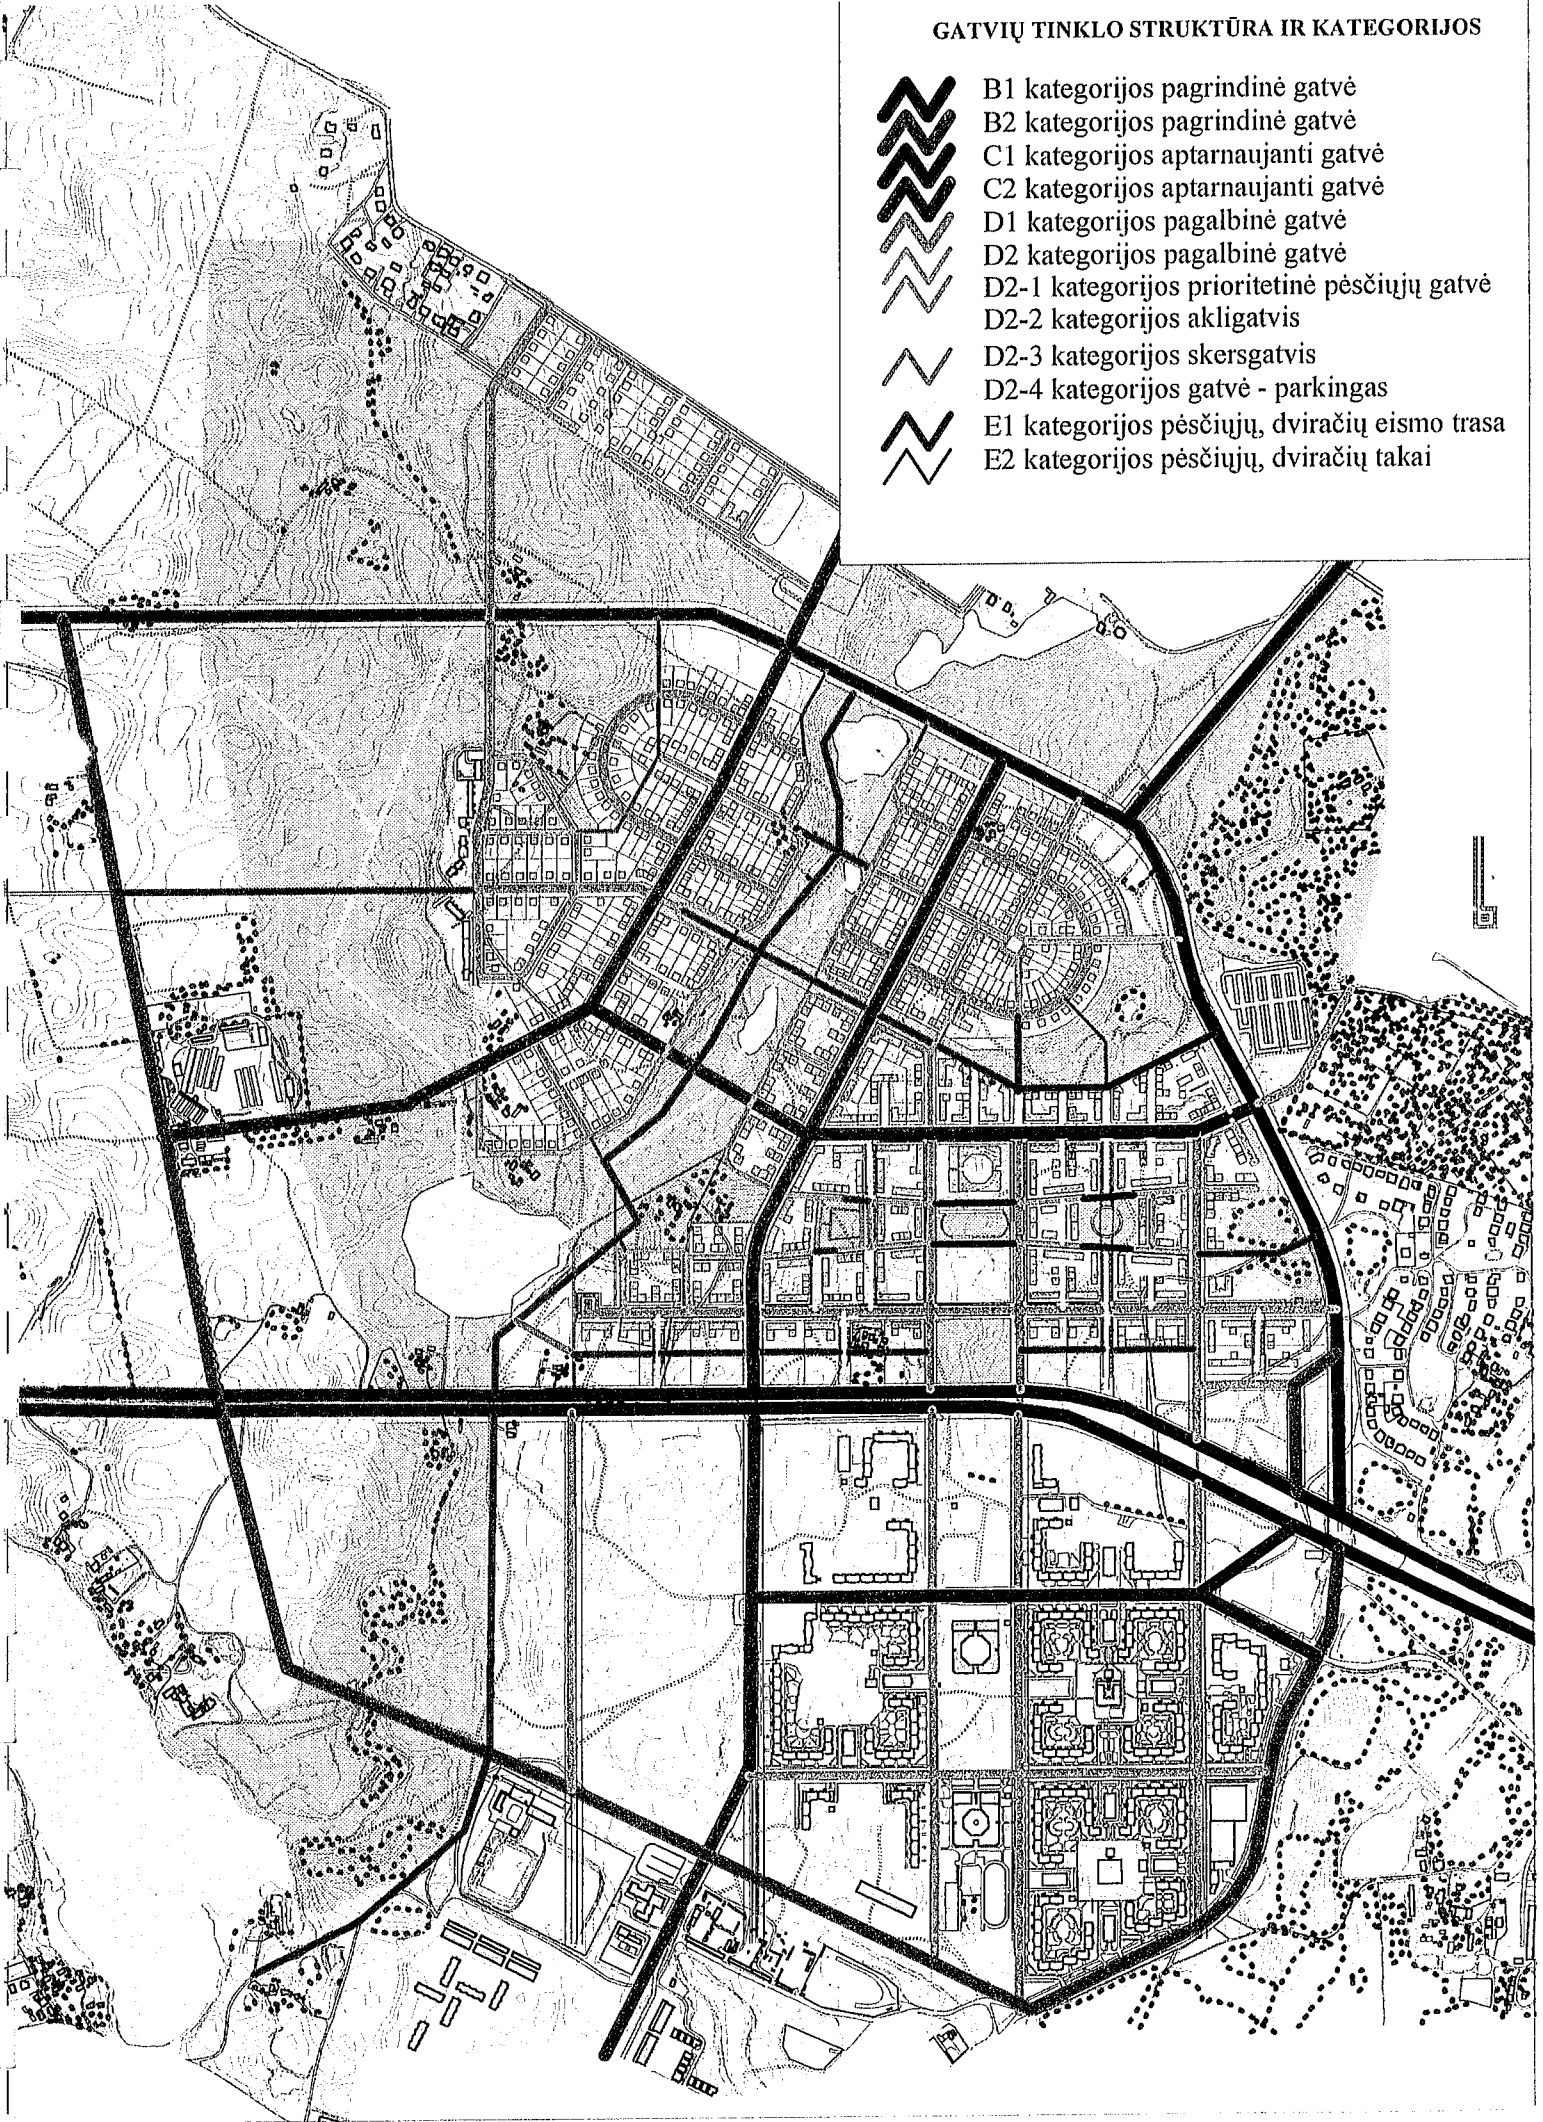 GATVIŲ TINKLO STRUKTŪRA IR KATEGORIJOS
B1 kategorijos pagrindinė gatvė
B2 kategorijos pagrindinė gatvė
C1 kategorijos aptarnaujanti gatvė
C2 kategorijos aptarnaujanti gatvė
D1 kategorijos pagalbinė gatvė
D2 kategorijos pagalbinė gatvė
D2-1 kategorijos prioritetinė pėsčiųjų gatvė
D2-2 kategorijos akligatvis
D2-3 kategorijos skersgatvis
D2-4 kategorijos gatvė - parkingas
E1 kategorijos pėsčiųjų, dviračių eismo trasa
E2 kategorijos pėsčiųjų, dviračių takai